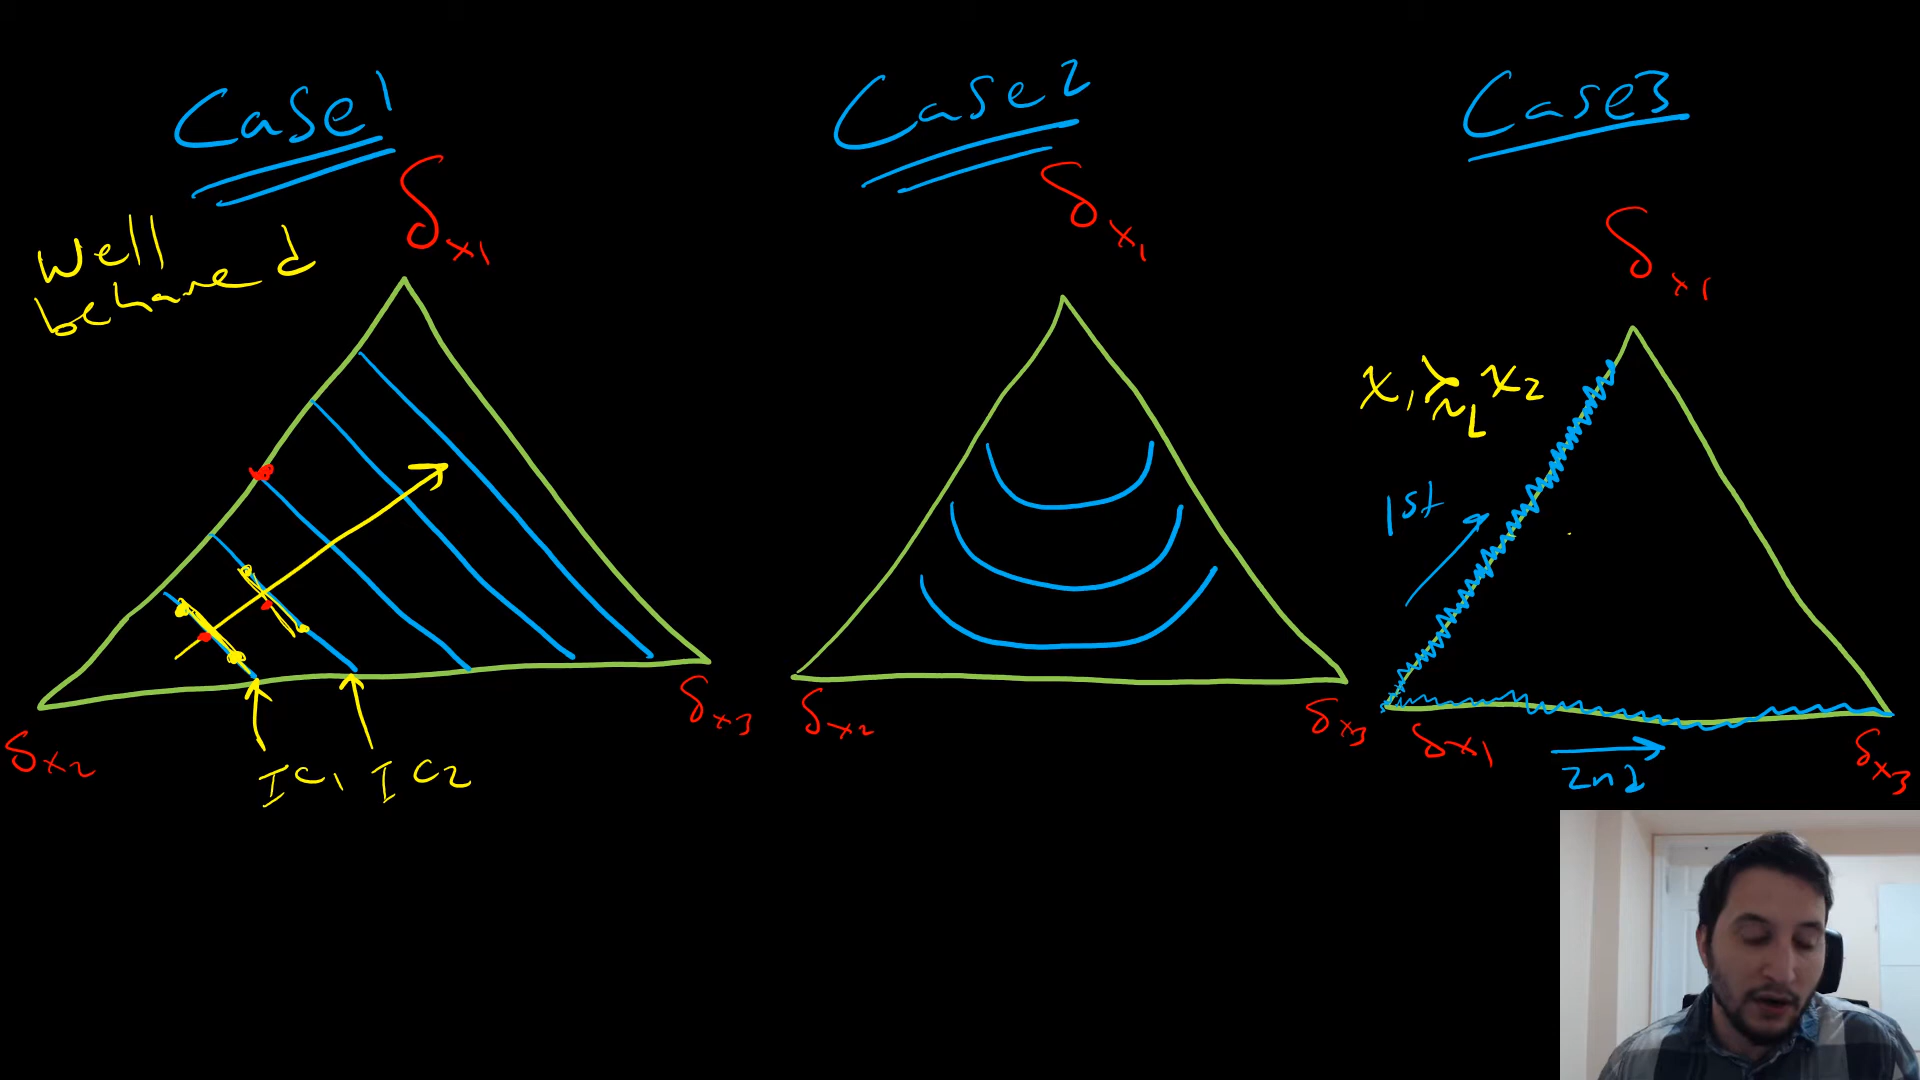 Case1
Case2
Case3
δx1
δx1
δx1
Well
behaved
x1 ≿L x2
1st
δx2
δx3
δx2
δx3
δx1
δx3
2nd
IC1 IC2